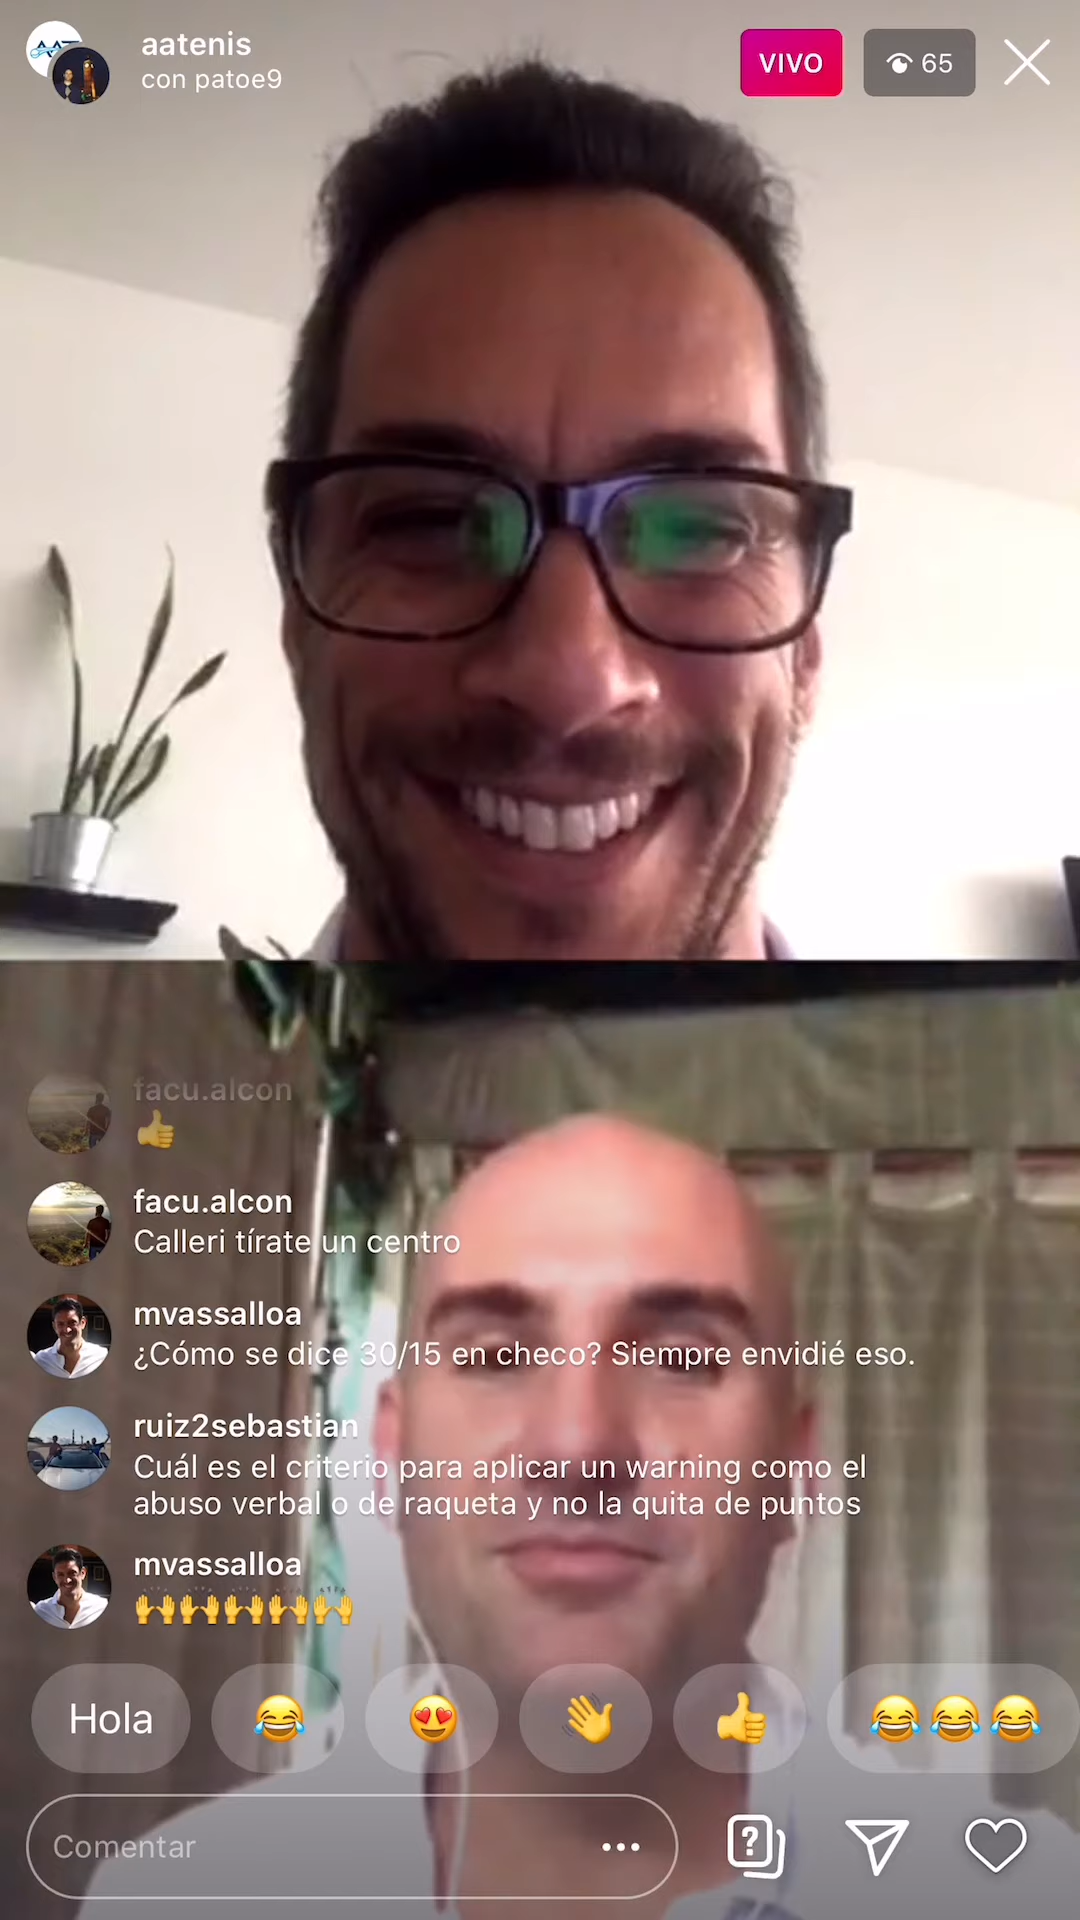 aatenis
con patoe9
VIVO
65
facu.alcon
👍
facu.alcon
Calleri tírate un centro
mvassalloa
¿Cómo se dice 30/15 en checo? Siempre envidié eso.
ruiz2sebastian
Cuál es el criterio para aplicar un warning como el
abuso verbal o de raqueta y no la quita de puntos
mvassalloa
🙌🙌🙌🙌🙌
Hola 😂 😍 👋 👍 😂😂😂
Comentar